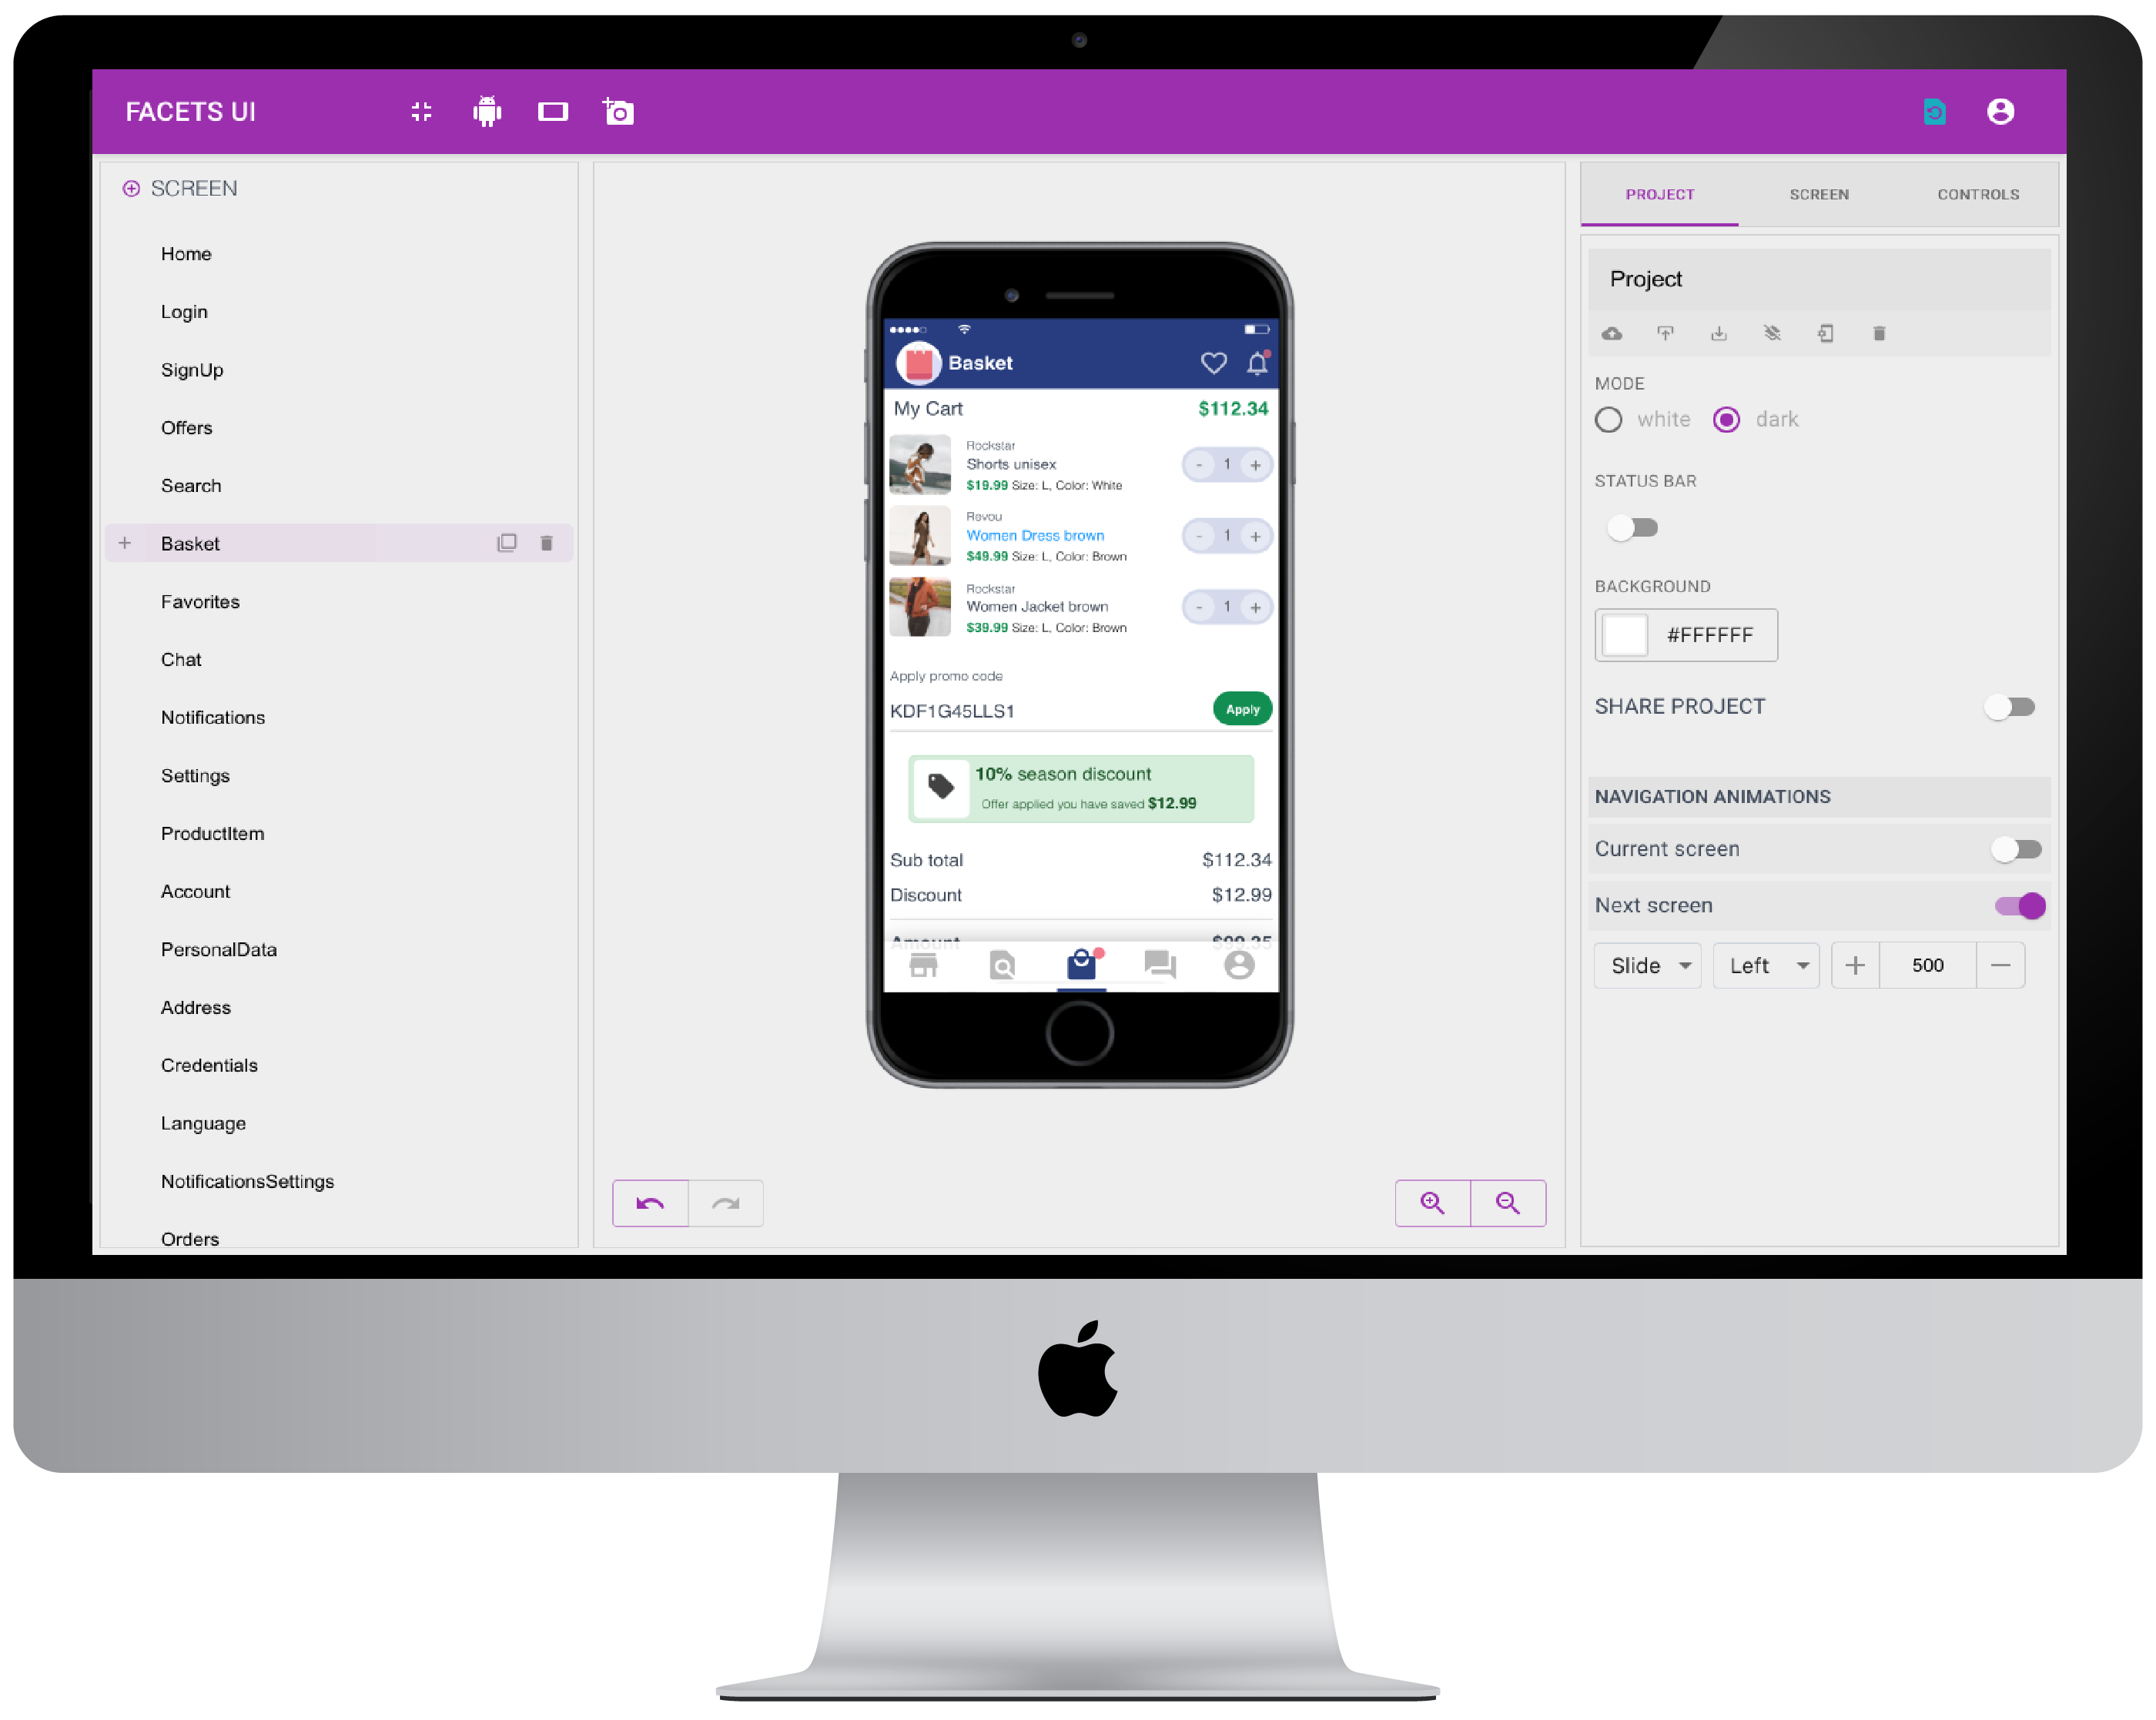 FACETS UI
SCREEN
Home
Login
SignUp
Offers
Search
Basket
Favorites
Chat
Notifications
Settings
ProductItem
Account
PersonalData
Address
Credentials
Language
NotificationsSettings
Orders
Basket
My Cart $112.34
Rockstar
Shorts unisex
$19.99 Size: L, Color: White
- 1 +
Revou
Women Dress brown
$49.99 Size: L, Color: Brown
- 1 +
Rockstar
Women Jacket brown
$39.99 Size: L, Color: Brown
- 1 +
Apply promo code
KDF1G45LLS1 Apply
10% season discount
Offer applied you have saved $12.99
Sub total $112.34
Discount $12.99
Amount $99.35
PROJECT SCREEN CONTROLS
Project
MODE
white dark
STATUS BAR
BACKGROUND
#FFFFFF
SHARE PROJECT
NAVIGATION ANIMATIONS
Current screen
Next screen
Slide Left + 500 —